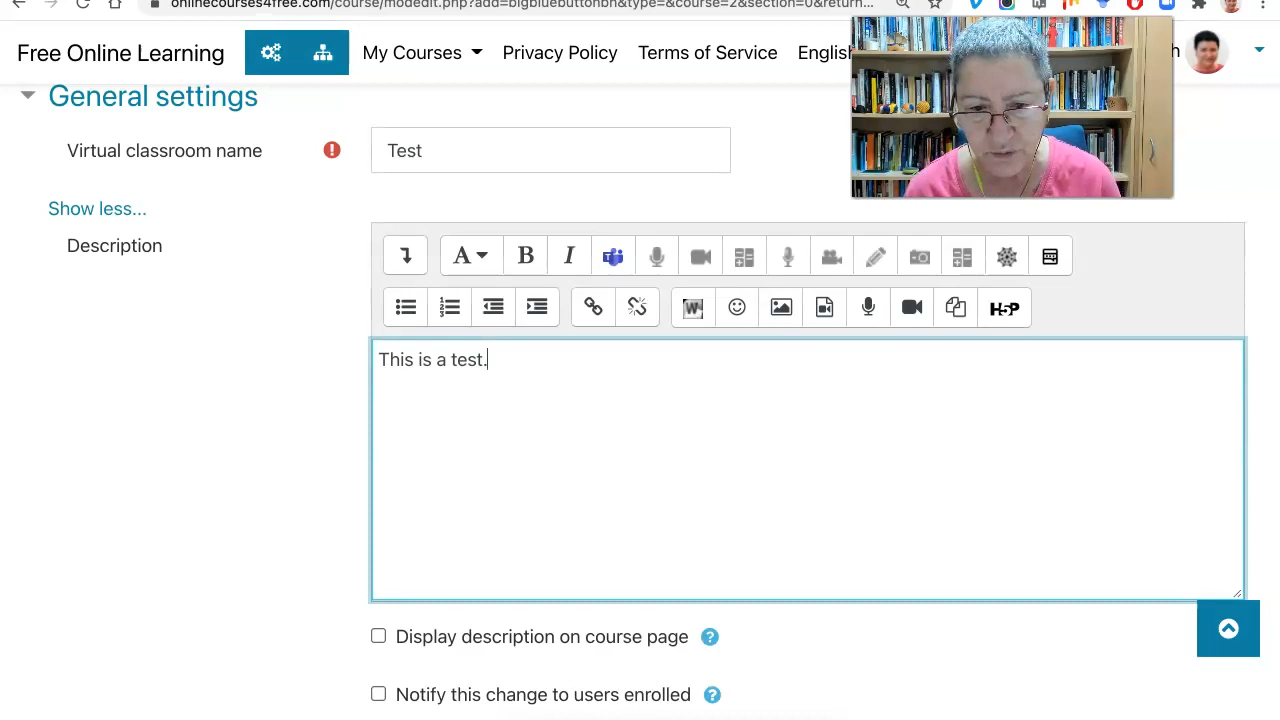 onlinecourses4free.com/course/modedit.php?add=bigbluebuttonbn&type=&course=2&section=0&return...
Free Online Learning My Courses Privacy Policy Terms of Service English
General settings
Virtual classroom name Test
Show less...
Description
A B I
H5P
This is a test.
Display description on course page ?
Notify this change to users enrolled ?